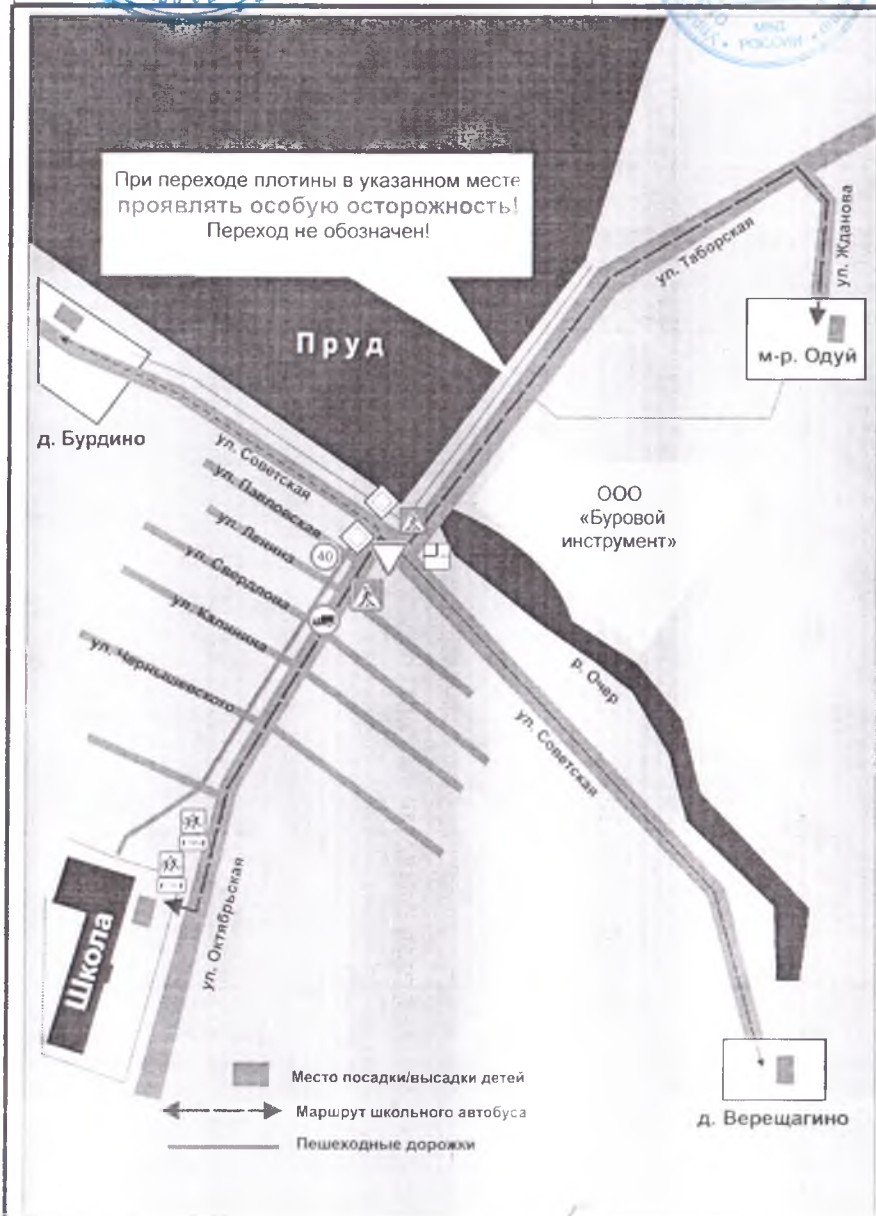 МВД
РОССИИ
При переходе плотины в указанном месте
проявлять особую осторожность!
Переход не обозначен!
ул. Таборская
ул. Жданова
м-р. Одуй
Пруд
д. Бурдино
ул. Советская
ул. Павловская
ул. Ленина
ул. Свердлова
ул. Калинина
ул. Чернышевского
40
ООО
«Буровой
инструмент»
р. Очер
ул. Советская
ул. Октябрьская
Школа
Место посадки/высадки детей
Маршрут школьного автобуса
Пешеходные дорожки
д. Верещагино